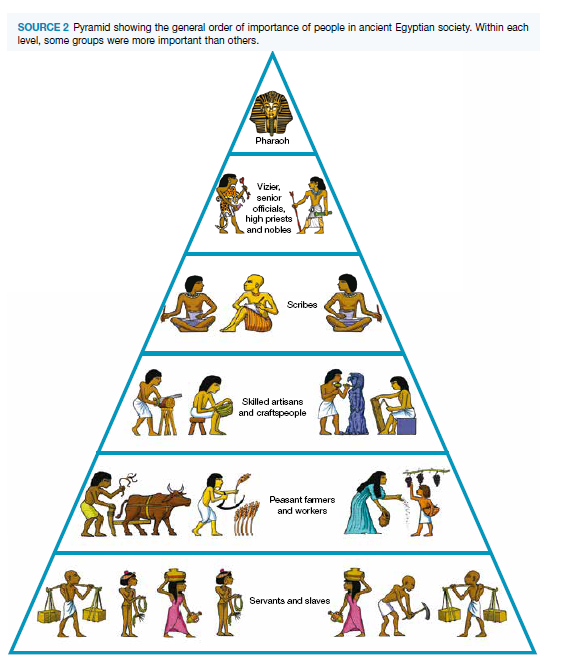 SOURCE 2 Pyramid showing the general order of importance of people in ancient Egyptian society. Within each
level, some groups were more important than others.
Pharaoh
Vizier,
senior
officials,
high priests
and nobles
Scribes
Skilled artisans
and craftspeople
Peasant farmers
and workers
Servants and slaves